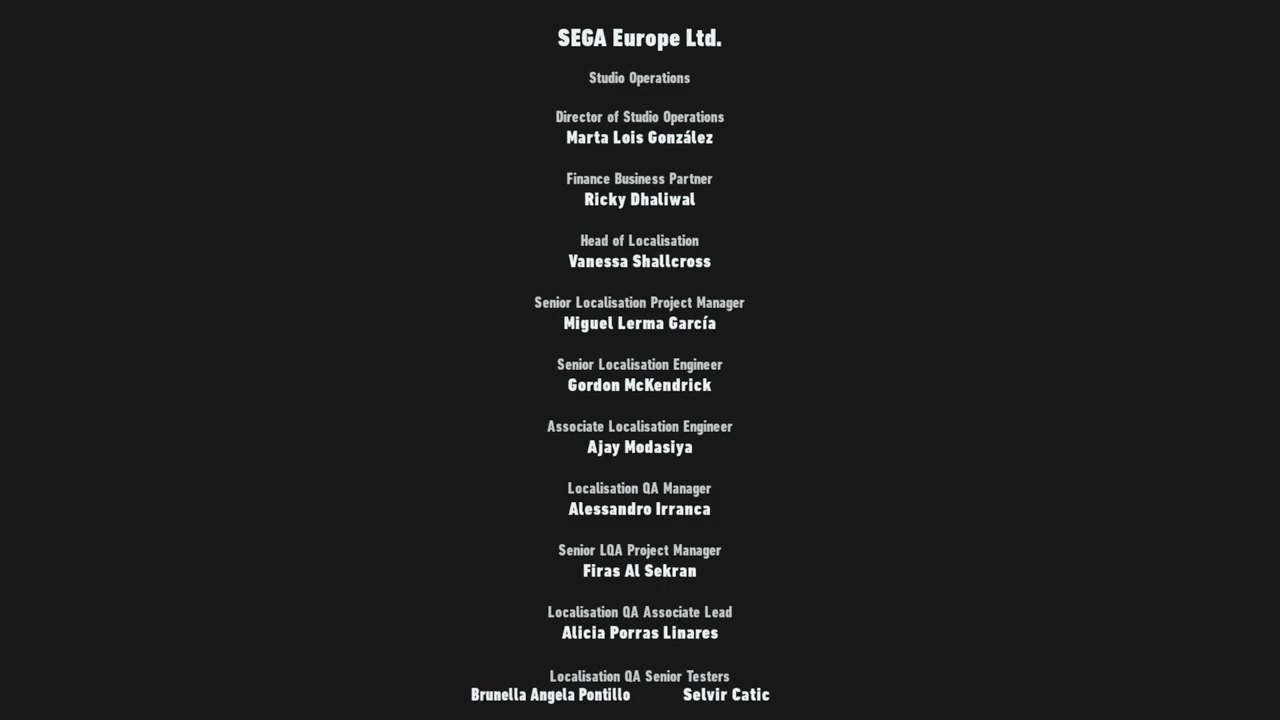 SEGA Europe Ltd.
Studio Operations
Director of Studio Operations
Marta Lois González
Finance Business Partner
Ricky Dhaliwal
Head of Localisation
Vanessa Shallcross
Senior Localisation Project Manager
Miguel Lerma García
Senior Localisation Engineer
Gordon McKendrick
Associate Localisation Engineer
Ajay Modasiya
Localisation QA Manager
Alessandro Irranca
Senior LQA Project Manager
Firas Al Sekran
Localisation QA Associate Lead
Alicia Porras Linares
Localisation QA Senior Testers
Brunella Angela Pontillo Selvir Catic